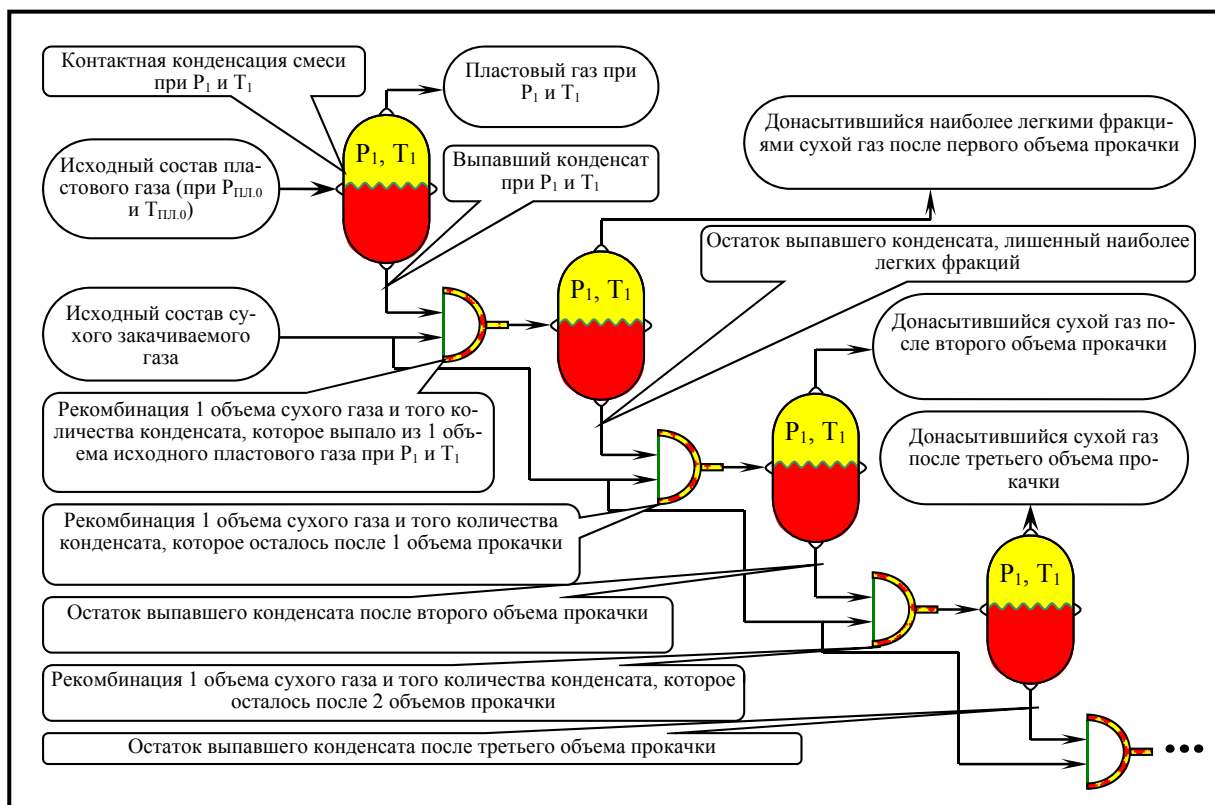 Контактная конденсация смеси
при P₁ и T₁
Пластовый газ при
P₁ и T₁
Донасытившийся наиболее легкими фракци-
ями сухой газ после первого объема прокачки
P₁, T₁
Исходный состав пла-
стового газа (при PПЛ.0
и TПЛ.0)
Выпавший конденсат
при P₁ и T₁
Остаток выпавшего конденсата, лишенный наиболее
легких фракций
P₁, T₁
Исходный состав су-
хого закачиваемого
газа
Донасытившийся сухой газ по-
сле второго объема прокачки
P₁, T₁
Рекомбинация 1 объема сухого газа и того ко-
личества конденсата, которое выпало из 1 объ-
ема исходного пластового газа при P₁ и T₁
Донасытившийся сухой газ
после третьего объема про-
качки
Рекомбинация 1 объема сухого газа и того количества
конденсата, которое осталось после 1 объема прокачки
P₁, T₁
Остаток выпавшего конденсата после второго объема прокачки
Рекомбинация 1 объема сухого газа и того количества конденсата, которое
осталось после 2 объемов прокачки
Остаток выпавшего конденсата после третьего объема прокачки
•••